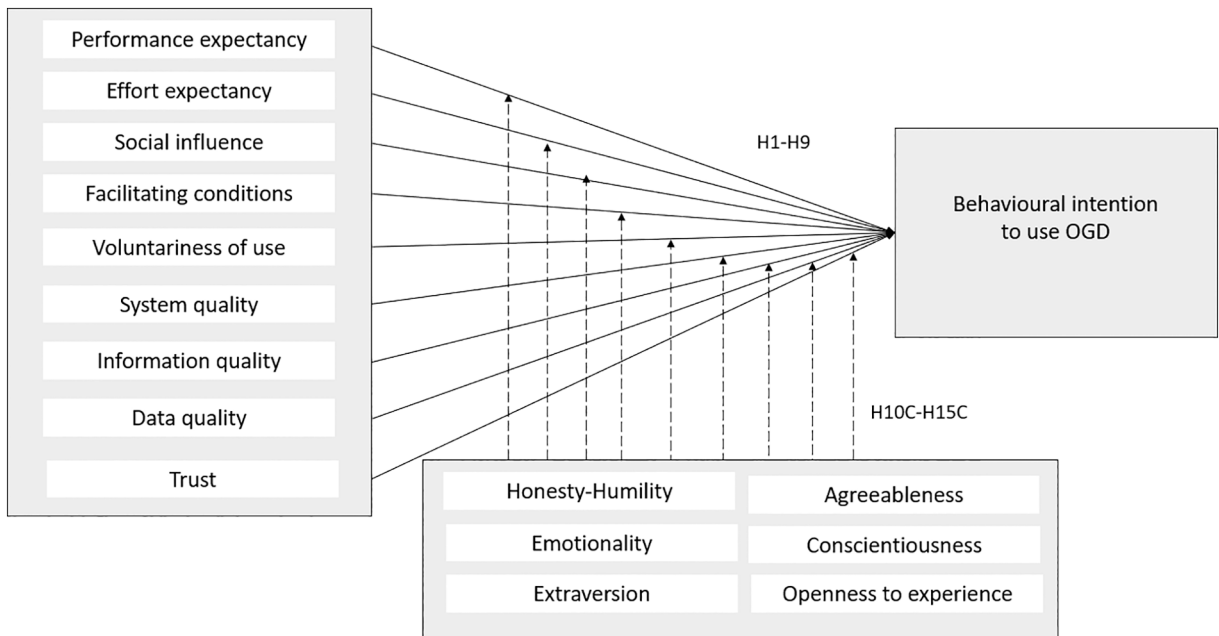 Performance expectancy
Effort expectancy
Social influence
Facilitating conditions
Voluntariness of use
System quality
Information quality
Data quality
Trust
H1-H9
Behavioural intention
to use OGD
H10C-H15C
Honesty-Humility
Agreeableness
Emotionality
Conscientiousness
Extraversion
Openness to experience